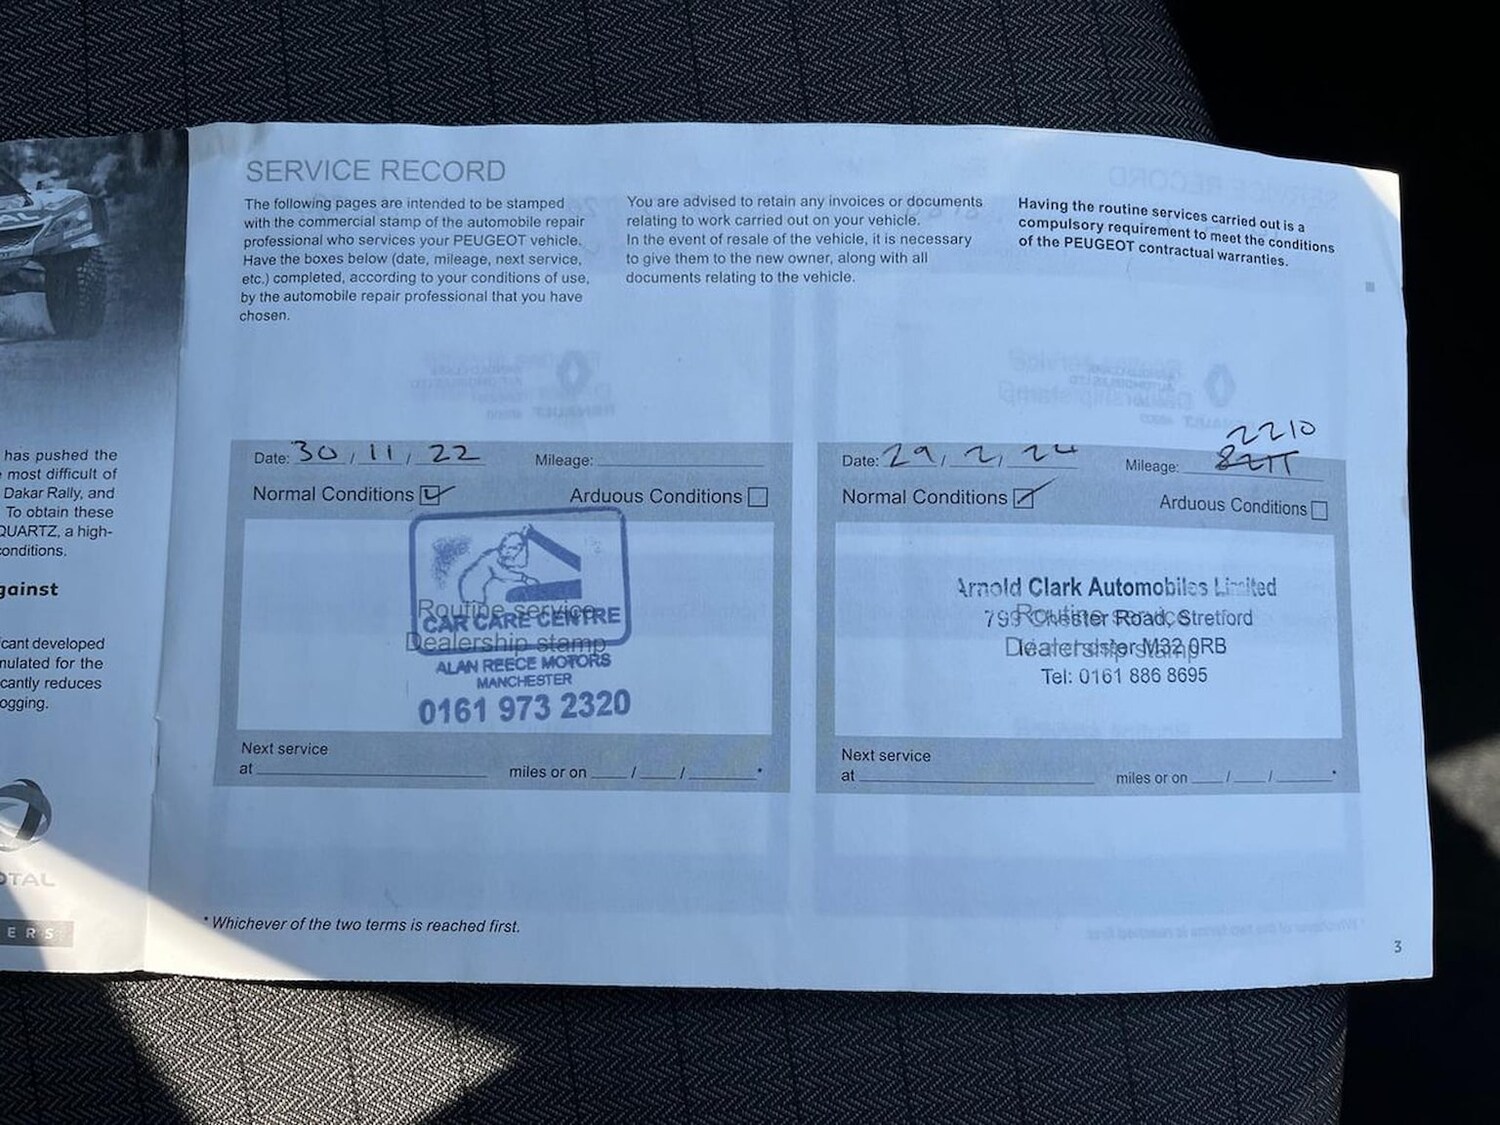 SERVICE RECORD
The following pages are intended to be stamped
with the commercial stamp of the automobile repair
professional who services your PEUGEOT vehicle.
Have the boxes below (date, mileage, next service,
etc.) completed, according to your conditions of use,
by the automobile repair professional that you have
chosen.
You are advised to retain any invoices or documents
relating to work carried out on your vehicle.
In the event of resale of the vehicle, it is necessary
to give them to the new owner, along with all
documents relating to the vehicle.
Having the routine services carried out is a
compulsory requirement to meet the conditions
of the PEUGEOT contractual warranties.
has pushed the
most difficult of
Dakar Rally, and
To obtain these
QUARTZ, a high-
conditions.
gainst
icant developed
mulated for the
cantly reduces
ogging.
OTAL
ERS
Date: 30 / 11 / 22 Mileage:
Normal Conditions Arduous Conditions
Routine service
CAR CARE CENTRE
Dealership stamp
ALAN REECE MOTORS
MANCHESTER
0161 973 2320
Next service
at miles or on / / *
2210
Date: 29 / 2 / 24 Mileage:
Normal Conditions Arduous Conditions
Arnold Clark Automobiles Limited
Routine service
799 Chester Road, Stretford
Dealership stamp
M32 0RB
Tel: 0161 886 8695
Next service
at miles or on / / *
* Whichever of the two terms is reached first.
3